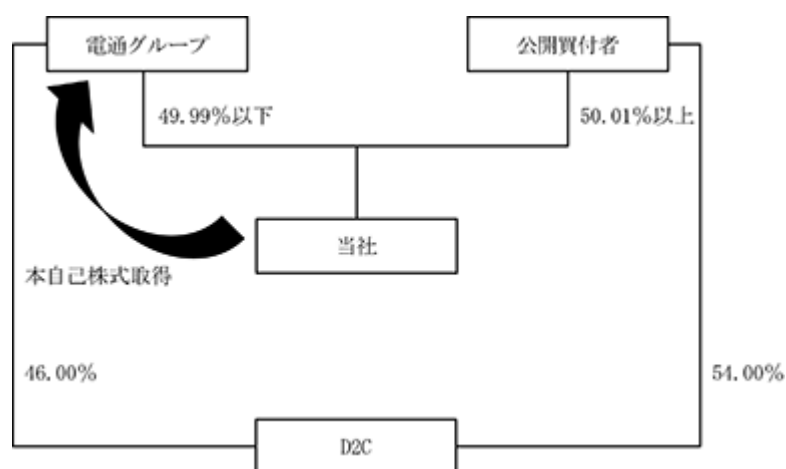 電通グループ
公開買付者
49.99%以下
50.01%以上
当社
本自己株式取得
46.00%
54.00%
D2C